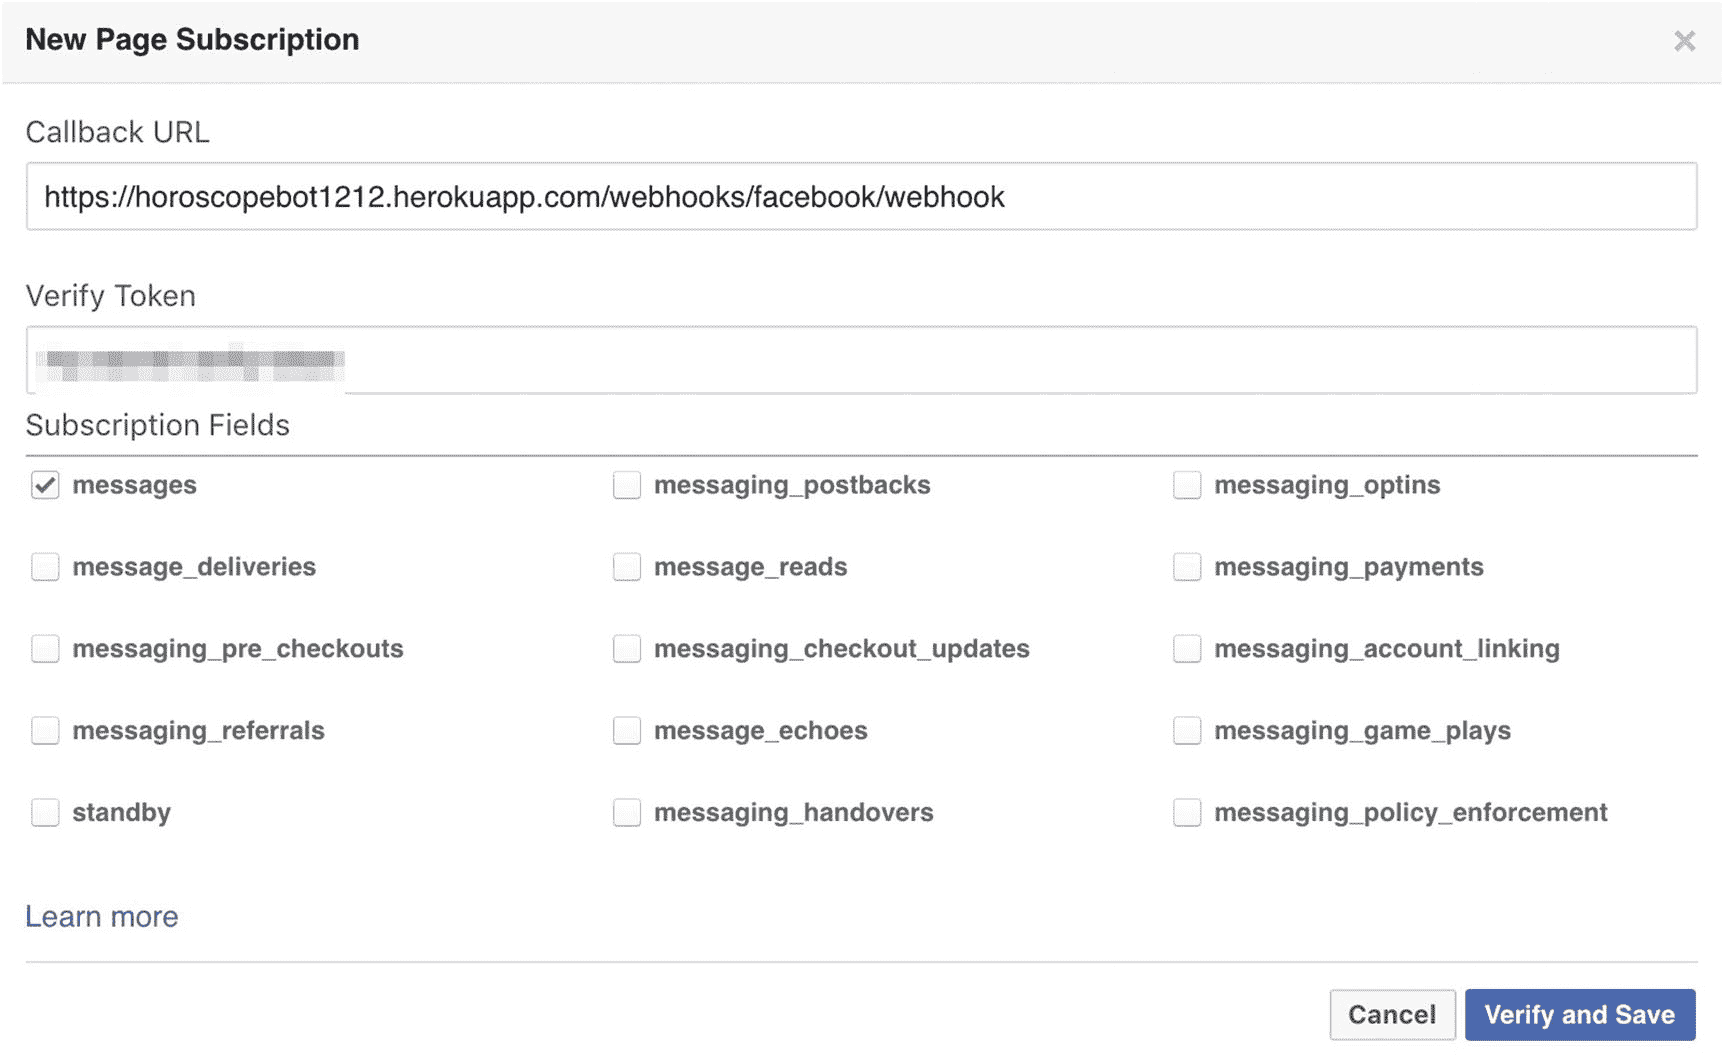 New Page Subscription
Callback URL
https://horoscopebot1212.herokuapp.com/webhooks/facebook/webhook
Verify Token
Subscription Fields
messages messaging_postbacks messaging_optins
message_deliveries message_reads messaging_payments
messaging_pre_checkouts messaging_checkout_updates messaging_account_linking
messaging_referrals message_echoes messaging_game_plays
standby messaging_handovers messaging_policy_enforcement
Learn more
Cancel Verify and Save